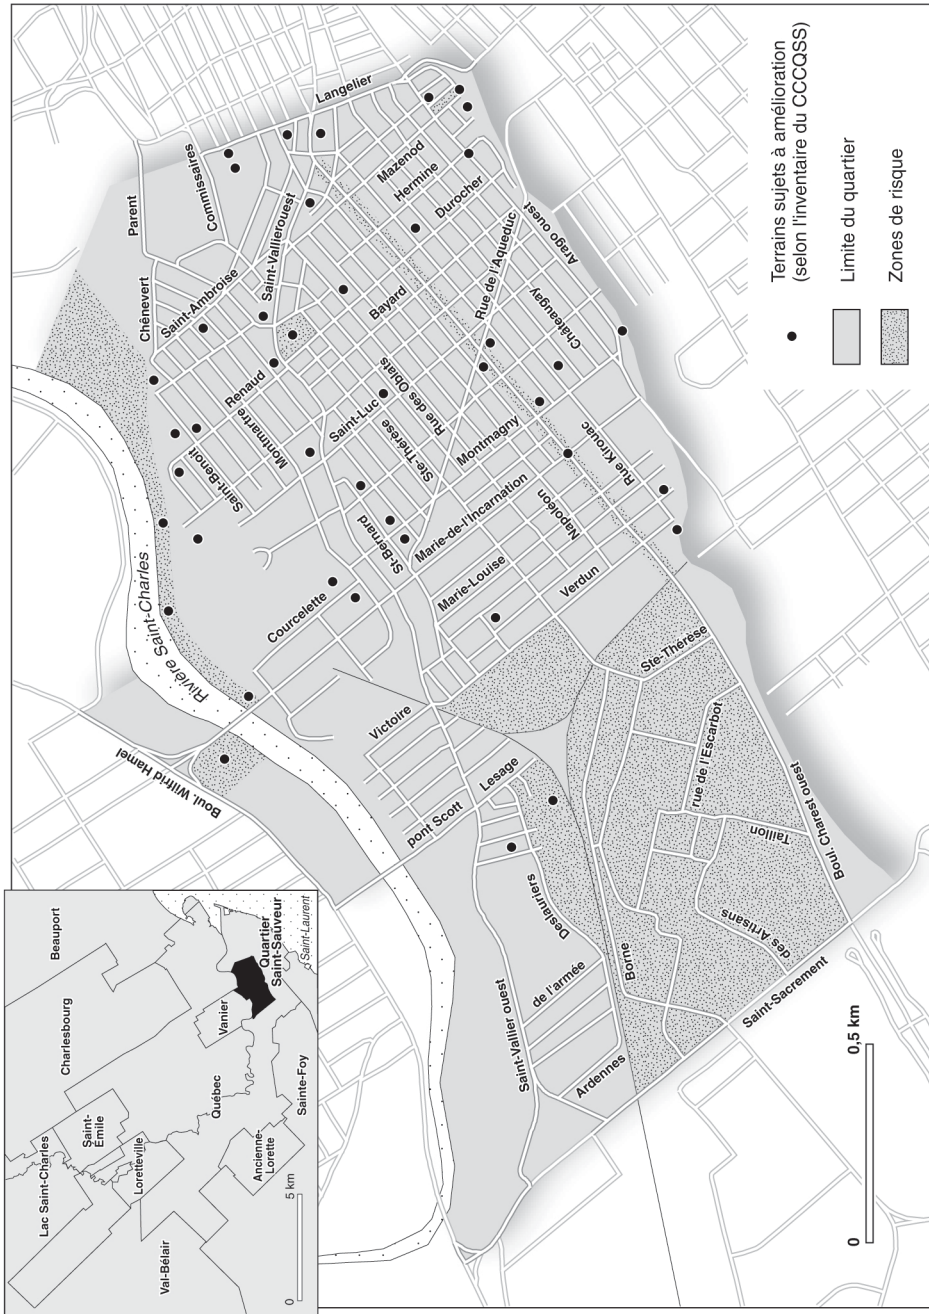 Lac Saint-Charles
Saint-
Émile
Charlesbourg
Beauport
Loretteville
Val-Bélair
Québec
Vanier
Quartier
Saint-Sauveur
Saint-Laurent
Ancienne-
Lorette
Sainte-Foy
0
5 km
Boul. Wilfrid Hamel
Rivière Saint-Charles
Parent
Commissaires
Langelier
Chênevert
Saint-Ambroise
Saint-Vallierouest
Mazenod
Hermine
Durocher
Arago ouest
Renaud
Bayard
Rue de l'Aqueduc
Châteaugay
Saint-Benoit
Montmartre
Saint-Luc
Rue des Oblats
Ste-Thérèse
Montmagny
Rue Kirouac
St-Bernard
Marie-de-l'Incarnation
Napoléon
Courcelette
Marie-Louise
Verdun
Victoire
Ste-Thérèse
pont Scott
Lesage
rue de l'Escarbot
Taillon
Boul. Charest ouest
Deslauriers
des Artisans
Borne
de l'armée
Saint-Vallier ouest
Ardennes
Saint-Sacrement
0
0,5 km
Terrains sujets à amélioration
(selon l'inventaire du CCCQSS)
Limite du quartier
Zones de risque